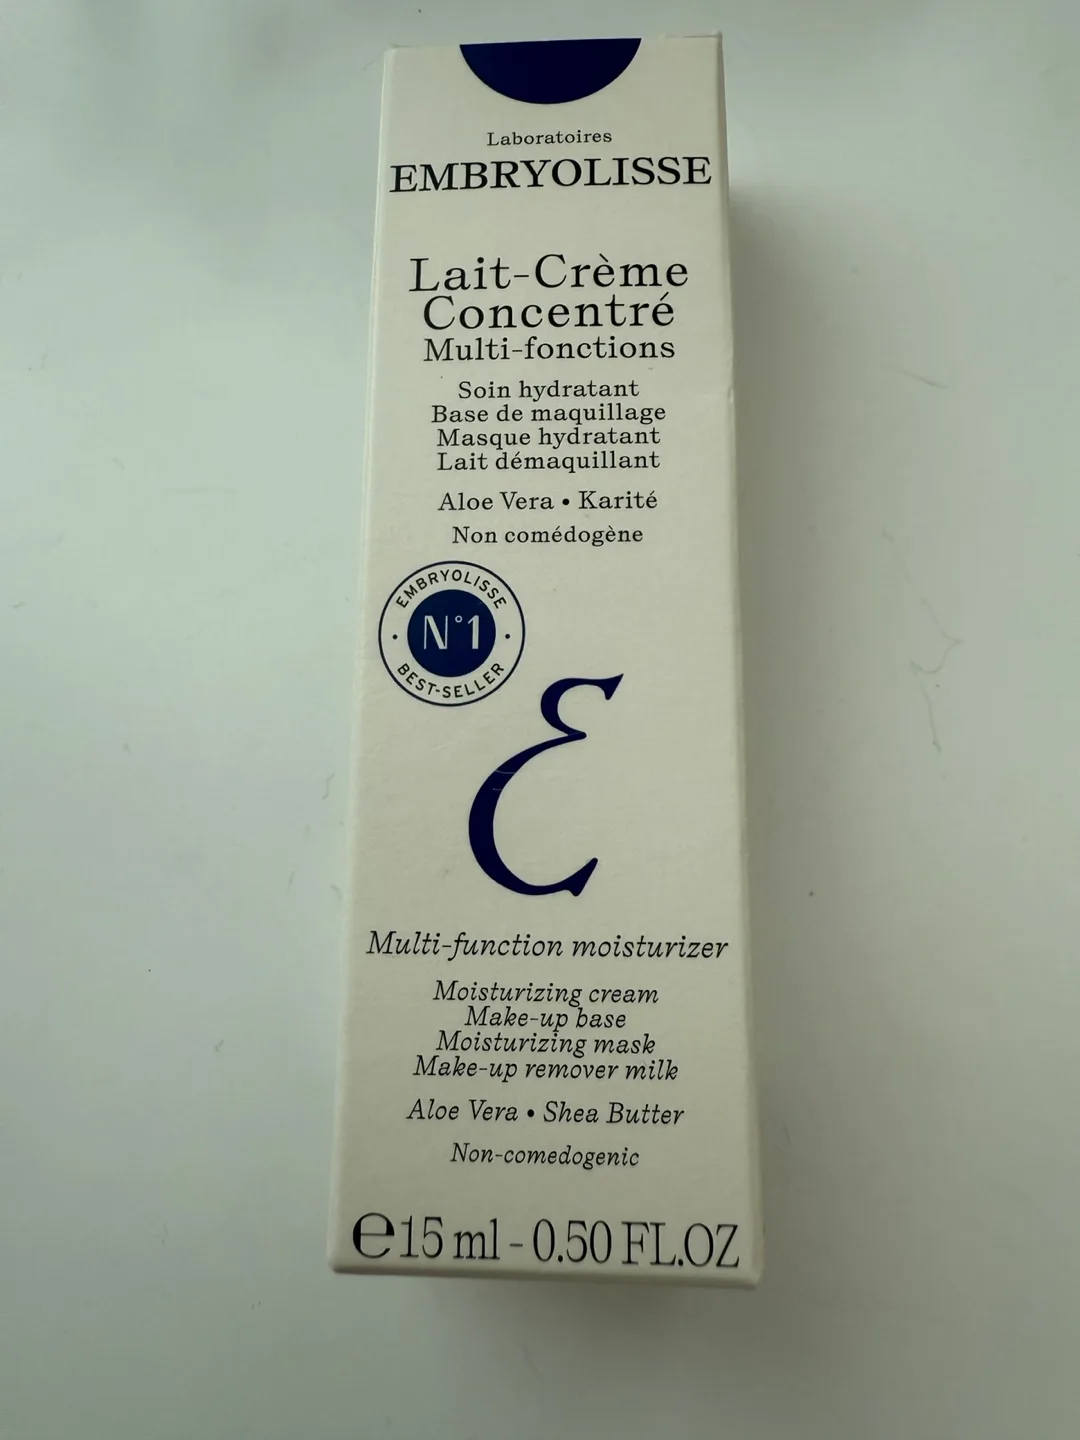 Laboratoires
EMBRYOLISSE
Lait-Crème
Concentré
Multi-fonctions
Soin hydratant
Base de maquillage
Masque hydratant
Lait démaquillant
Aloe Vera • Karité
Non comédogène
EMBRYOLISSE
N°1
BEST-SELLER
Multi-function moisturizer
Moisturizing cream
Make-up base
Moisturizing mask
Make-up remover milk
Aloe Vera • Shea Butter
Non-comedogenic
℮15 ml - 0.50 FL.OZ